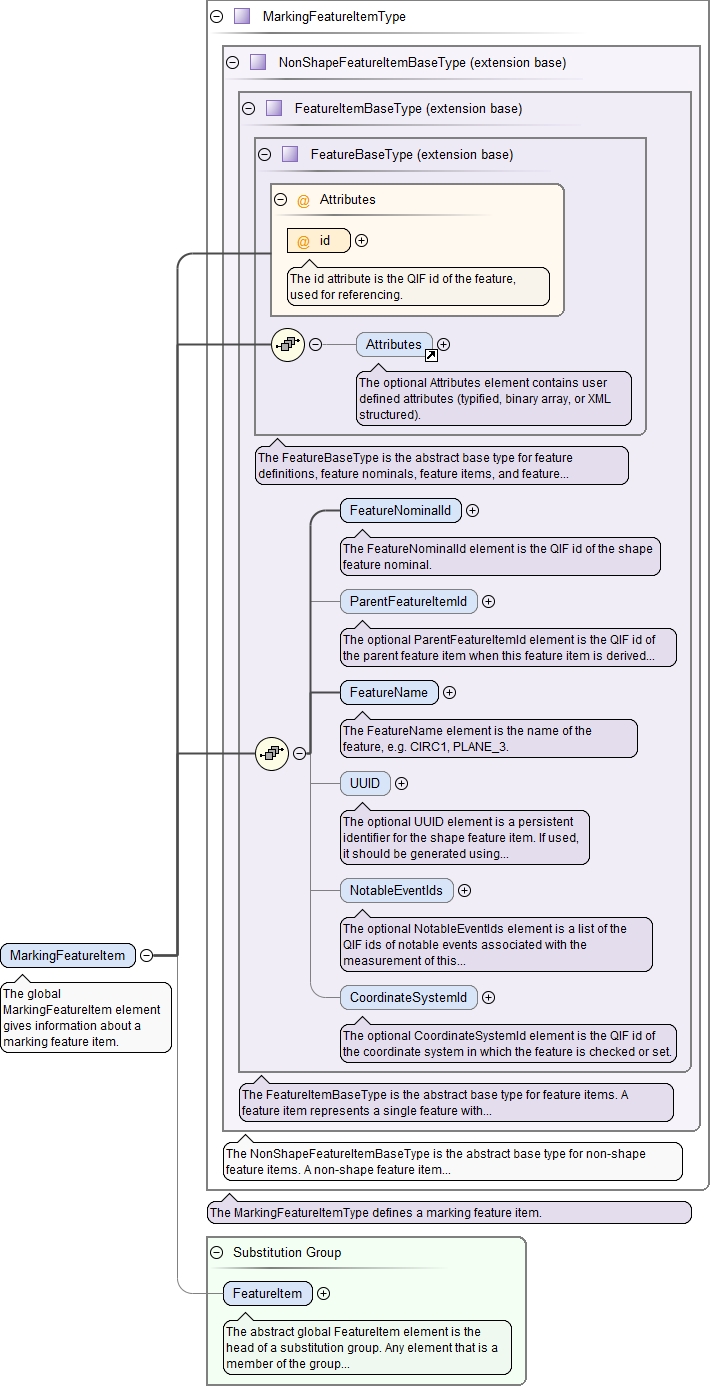 MarkingFeatureItemType
NonShapeFeatureItemBaseType (extension base)
FeatureItemBaseType (extension base)
FeatureBaseType (extension base)
@ Attributes
@ id
The id attribute is the QIF id of the feature,
used for referencing.
Attributes
The optional Attributes element contains user
defined attributes (typified, binary array, or XML
structured).
The FeatureBaseType is the abstract base type for feature
definitions, feature nominals, feature items, and feature...
FeatureNominalId
The FeatureNominalId element is the QIF id of the shape
feature nominal.
ParentFeatureItemId
The optional ParentFeatureItemId element is the QIF id of
the parent feature item when this feature item is derived...
FeatureName
The FeatureName element is the name of the
feature, e.g. CIRC1, PLANE_3.
UUID
The optional UUID element is a persistent
identifier for the shape feature item. If used,
it should be generated using...
NotableEventIds
The optional NotableEventIds element is a list of the
QIF ids of notable events associated with the
measurement of this...
MarkingFeatureItem
The global
MarkingFeatureItem element
gives information about a
marking feature item.
CoordinateSystemId
The optional CoordinateSystemId element is the QIF id of
the coordinate system in which the feature is checked or set.
The FeatureItemBaseType is the abstract base type for feature items. A
feature item represents a single feature with...
The NonShapeFeatureItemBaseType is the abstract base type for non-shape
feature items. A non-shape feature item...
The MarkingFeatureItemType defines a marking feature item.
Substitution Group
FeatureItem
The abstract global FeatureItem element is the
head of a substitution group. Any element that is a
member of the group...